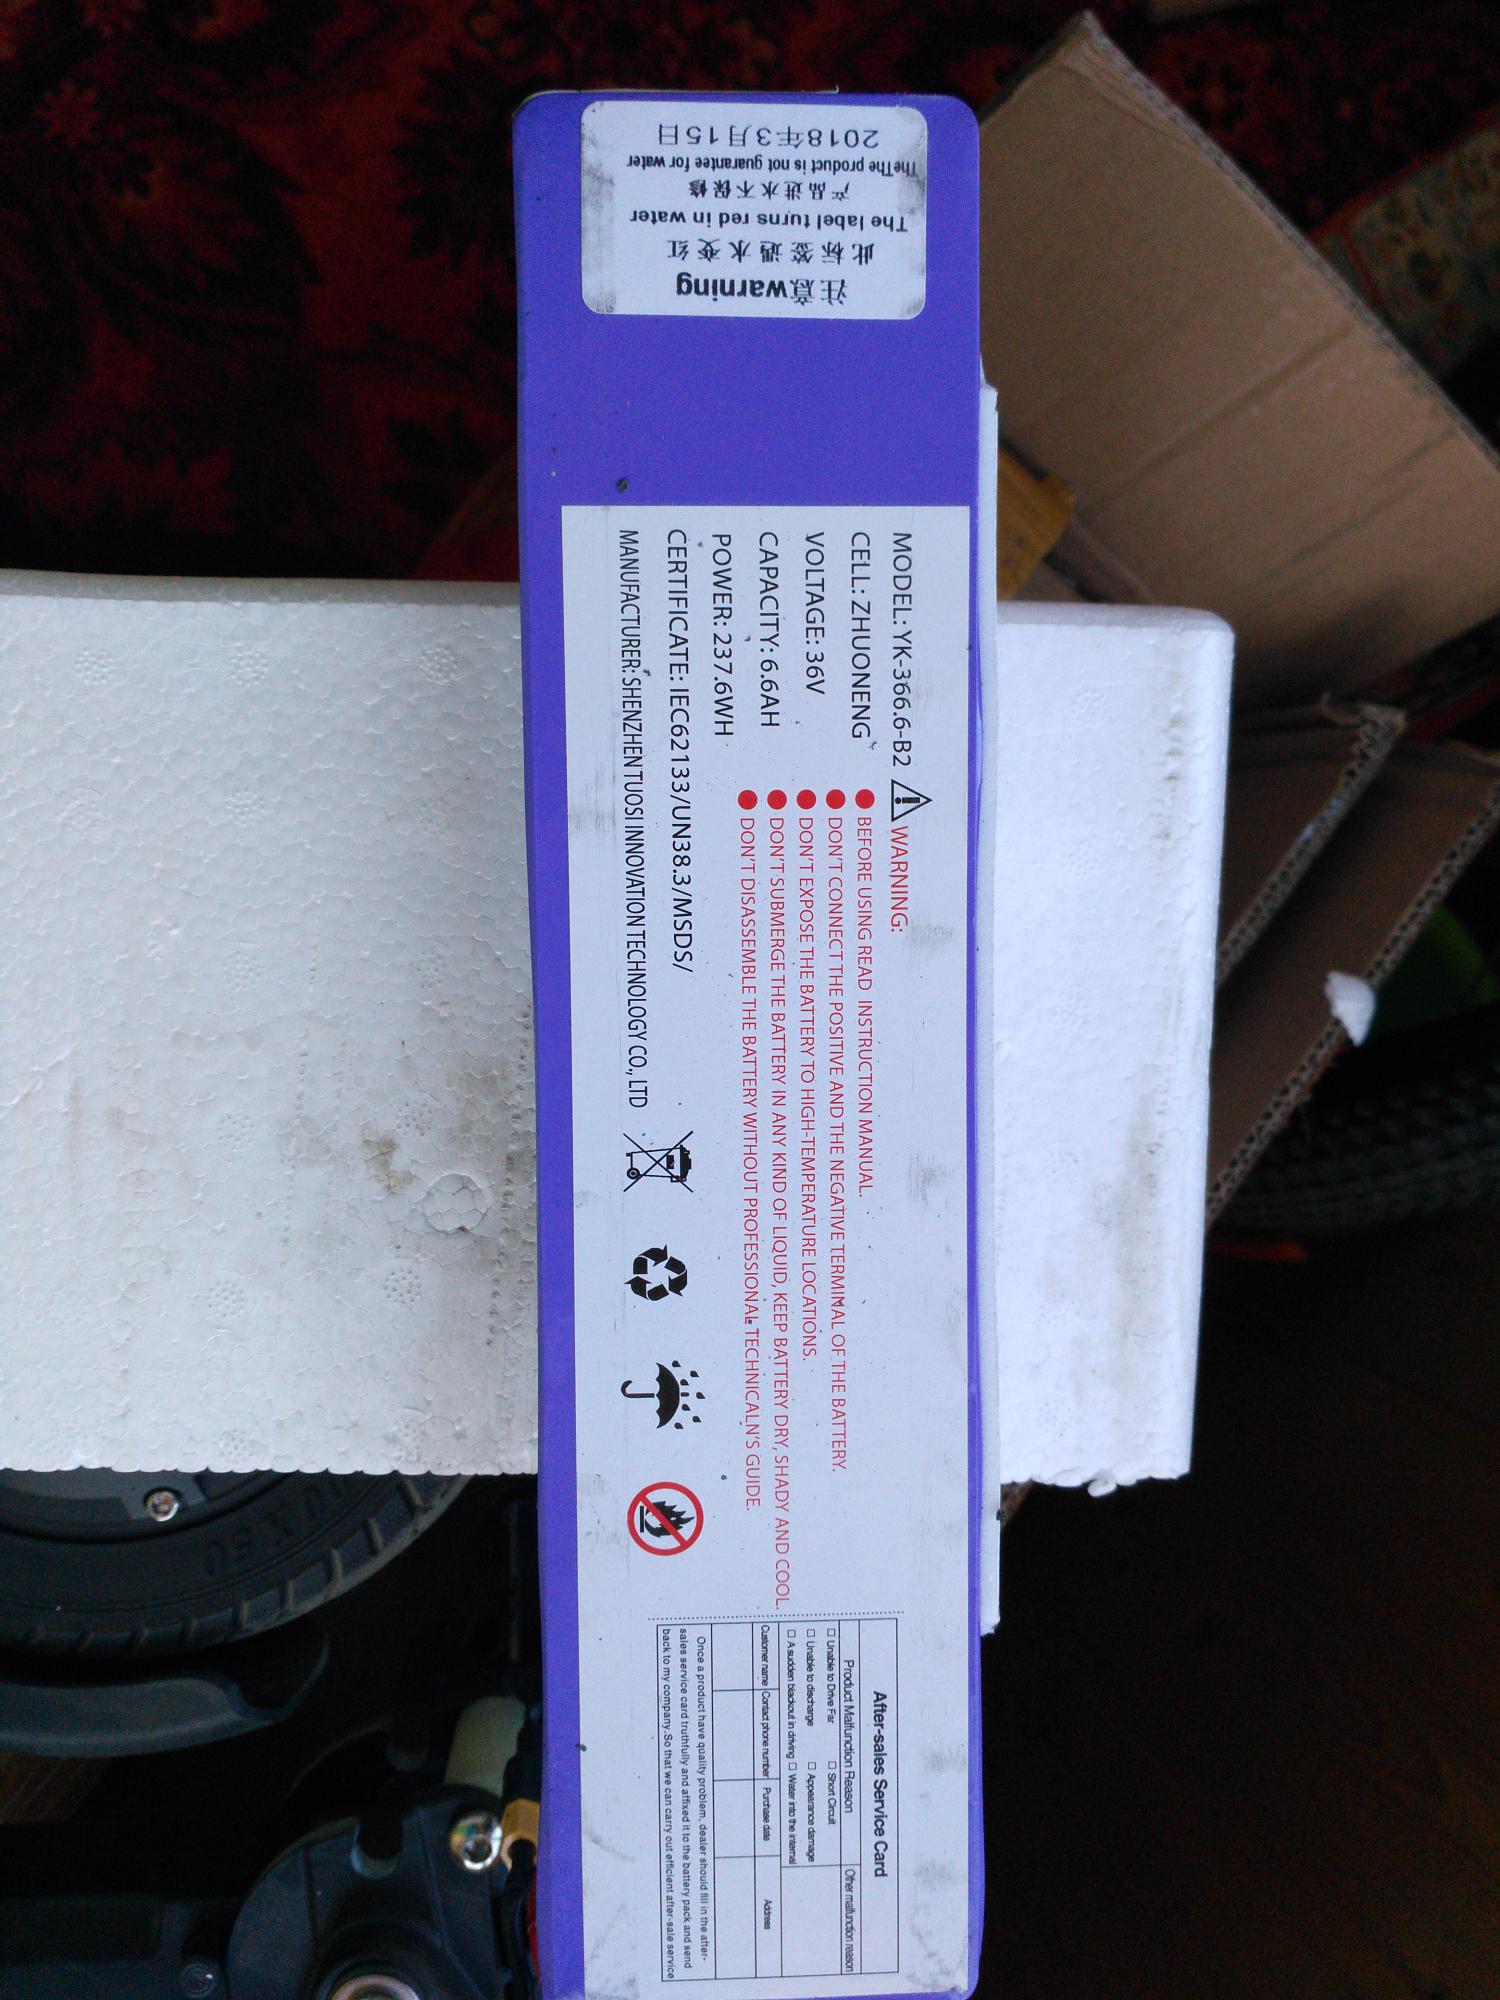 注意warning
此标签遇水变红
The label turns red in water
产品进水不保修
TheThe product is not guarantee for water
2018年3月15日
MODEL: YK-366.6-B2
CELL: ZHUONENG
VOLTAGE: 36V
CAPACITY: 6.6AH
POWER: 237.6WH
CERTIFICATE: IEC62133/UN38.3/MSDS/
MANUFACTURER: SHENZHEN TUOSI INNOVATION TECHNOLOGY CO., LTD
WARNING:
BEFORE USING READ INSTRUCTION MANUAL.
DON'T CONNECT THE POSITIVE AND THE NEGATIVE TERMINAL OF THE BATTERY.
DON'T EXPOSE THE BATTERY TO HIGH-TEMPERATURE LOCATIONS.
DON'T SUBMERGE THE BATTERY IN ANY KIND OF LIQUID, KEEP BATTERY DRY, SHADY AND COOL.
DON'T DISASSEMBLE THE BATTERY WITHOUT PROFESSIONAL TECHNICALN'S GUIDE.
After-sales Service Card
Product Malfunction Reason Other malfunction reason
□ Unable to Drive Far □ Short Circuit
□ Unable to discharge □ Appearance damage
□ A sudden blackout in driving □ Water into the internal
Customer name Contact phone number Purchase date Address
Once a product have quality problem, dealer should fill in the after-
sales service card truthfully and affixed it to the battery pack and send
back to my company.So that we can carry out efficient after-sale service